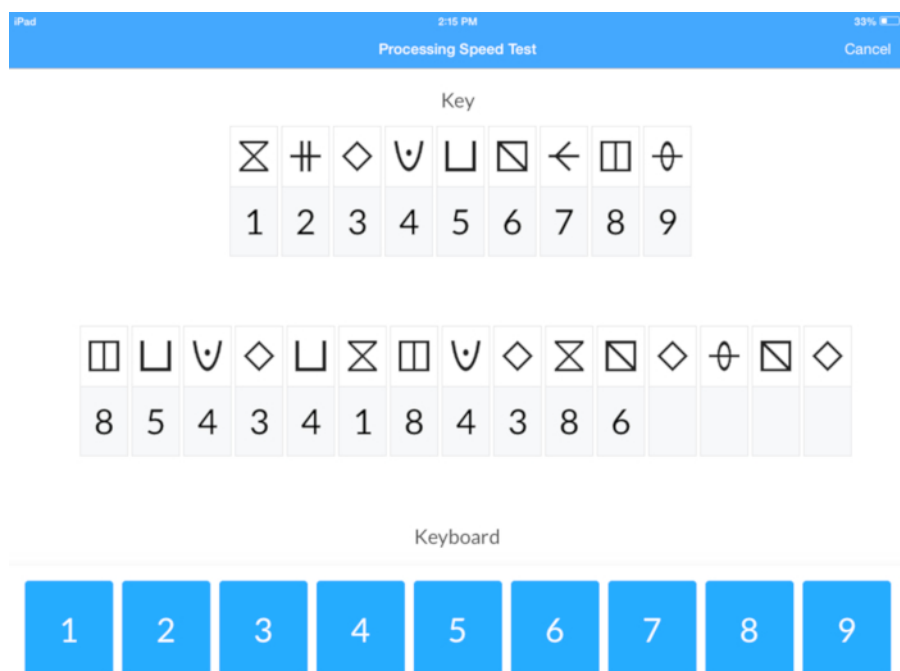 iPad 2:15 PM 33%
Processing Speed Test Cancel
Key
1 2 3 4 5 6 7 8 9
8 5 4 3 4 1 8 4 3 8 6
Keyboard
1 2 3 4 5 6 7 8 9